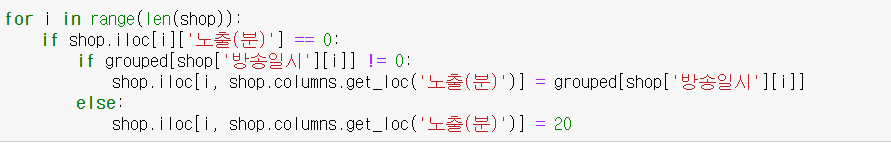 for i in range(len(shop)):
    if shop.iloc[i]['노출(분)'] == 0:
        if grouped[shop['방송일시'][i]] != 0:
            shop.iloc[i, shop.columns.get_loc('노출(분)')] = grouped[shop['방송일시'][i]]
        else:
            shop.iloc[i, shop.columns.get_loc('노출(분)')] = 20